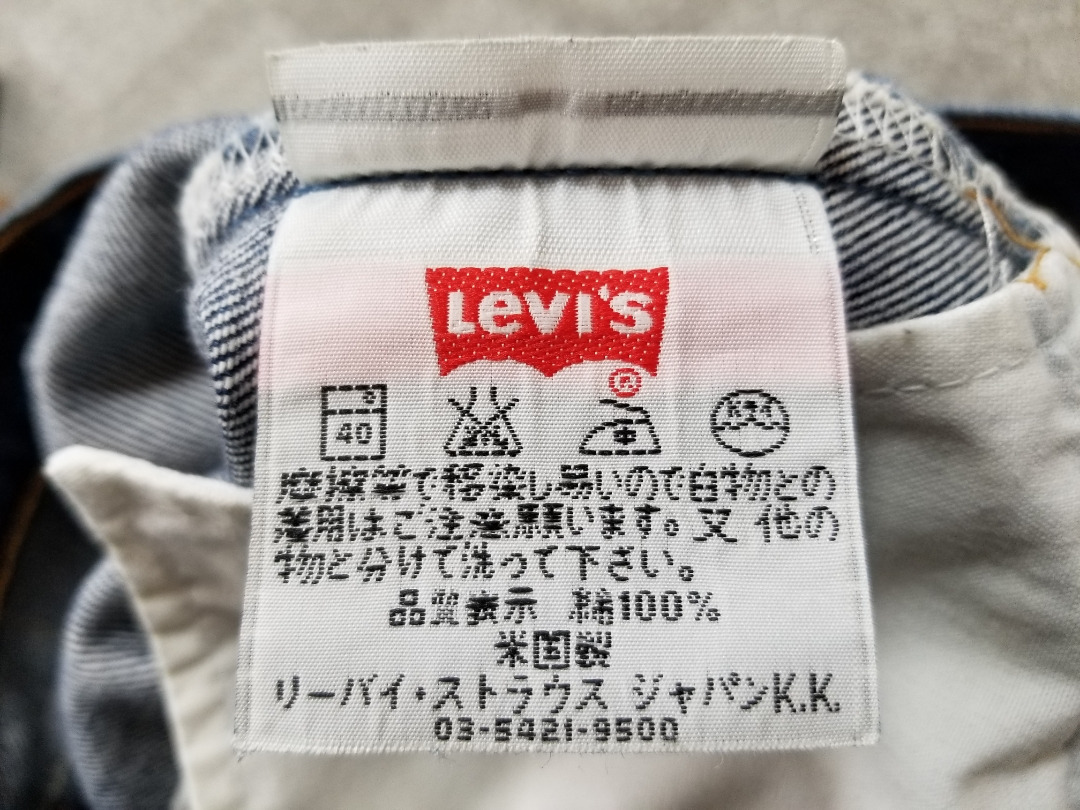 Levi's
®
40
摩擦等で移染し易いので白物との
着用はご注意願います。又 他の
物と分けて洗って下さい。
品質表示 綿100%
米国製
リーバイ・ストラウス ジャパンK.K.
03-5421-9500